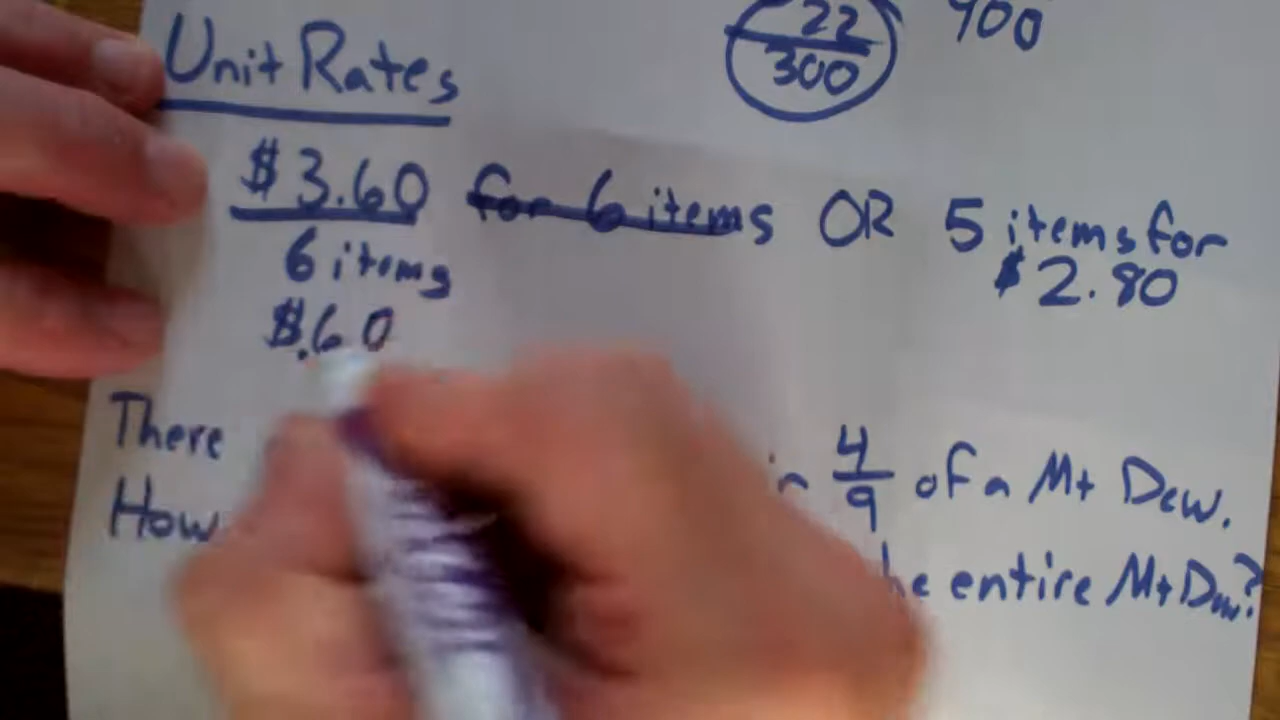 Unit Rates
22
300
900
$3.60 for 6 items OR 5 items for
$2.80
6 items
$.60
There
4
9 of a Mt Dew.
How
he entire Mt Dew?